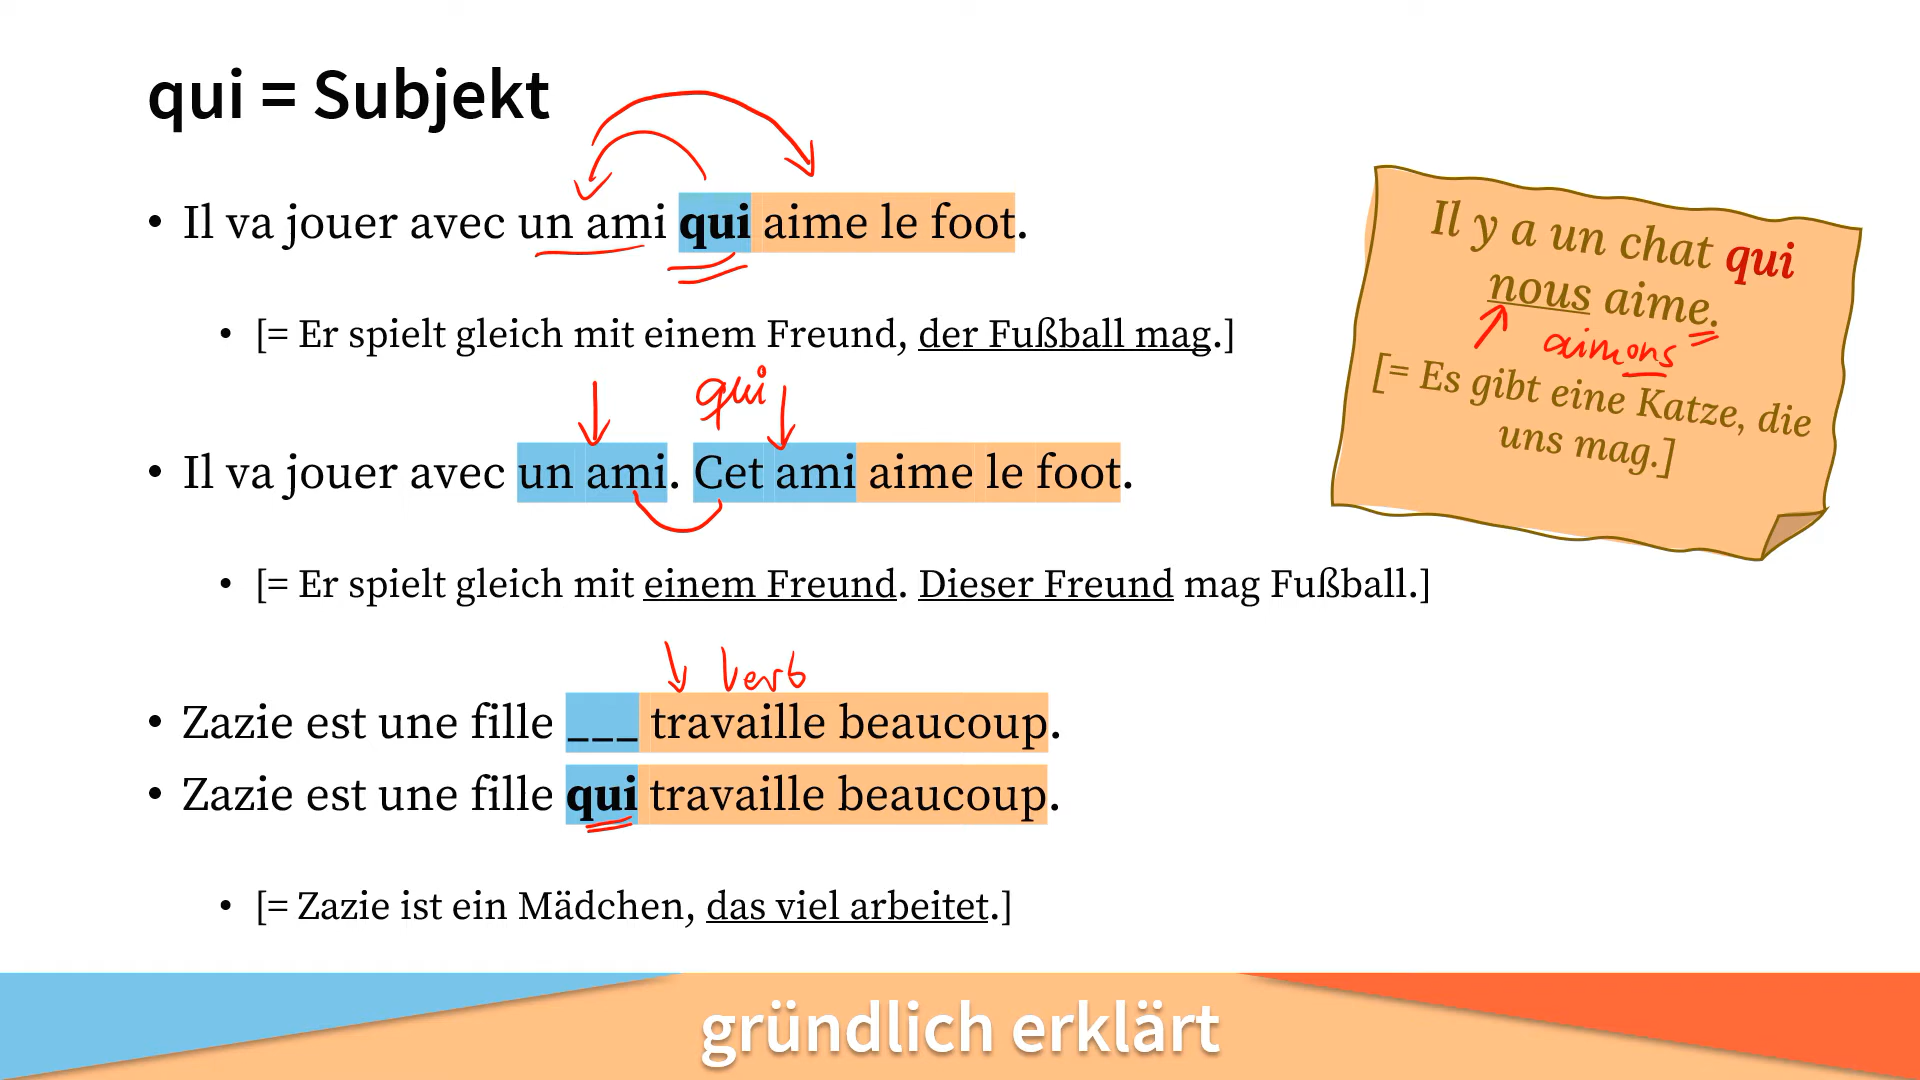 qui = Subjekt
• Il va jouer avec un ami qui aime le foot.
• [= Er spielt gleich mit einem Freund, der Fußball mag.]
qui
• Il va jouer avec un ami. Cet ami aime le foot.
• [= Er spielt gleich mit einem Freund. Dieser Freund mag Fußball.]
Verb
• Zazie est une fille ___ travaille beaucoup.
• Zazie est une fille qui travaille beaucoup.
• [= Zazie ist ein Mädchen, das viel arbeitet.]
Il y a un chat qui
nous aime.
aimons
[= Es gibt eine Katze, die
uns mag.]
gründlich erklärt